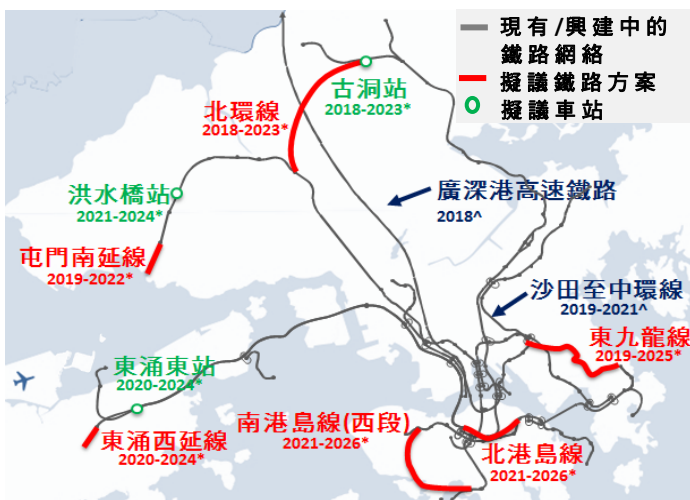 現有/興建中的
鐵路網絡
擬議鐵路方案
擬議車站
古洞站
2018-2023*
北環線
2018-2023*
洪水橋站
2021-2024*
廣深港高速鐵路
2018^
屯門南延線
2019-2022*
沙田至中環線
2019-2021^
東九龍線
2019-2025*
東涌東站
2020-2024*
南港島線(西段)
2021-2026*
東涌西延線
2020-2024*
北港島線
2021-2026*